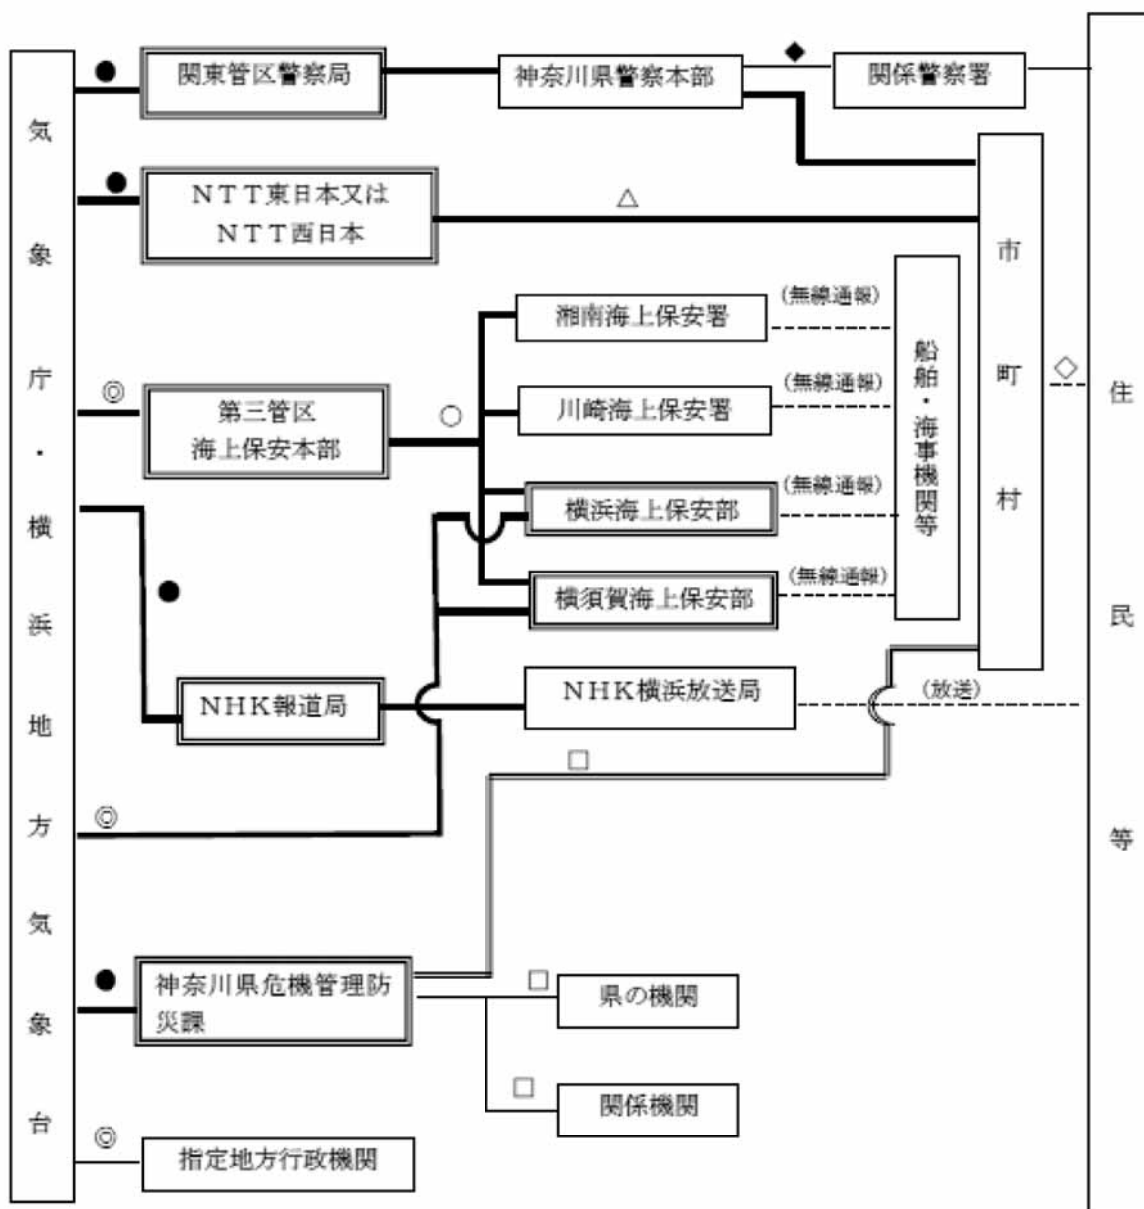 気象庁・横浜地方気象台
●
関東管区警察局
神奈川県警察本部
◆
関係警察署
●
ＮＴＴ東日本又は
ＮＴＴ西日本
△
市町村
◎
第三管区
海上保安本部
○
湘南海上保安署
(無線通報)
川崎海上保安署
(無線通報)
横浜海上保安部
(無線通報)
横須賀海上保安部
(無線通報)
船舶・海事機関等
◇
住民等
●
ＮＨＫ報道局
ＮＨＫ横浜放送局
(放送)
□
◎
●
神奈川県危機管理防
災課
□
県の機関
□
関係機関
◎
指定地方行政機関